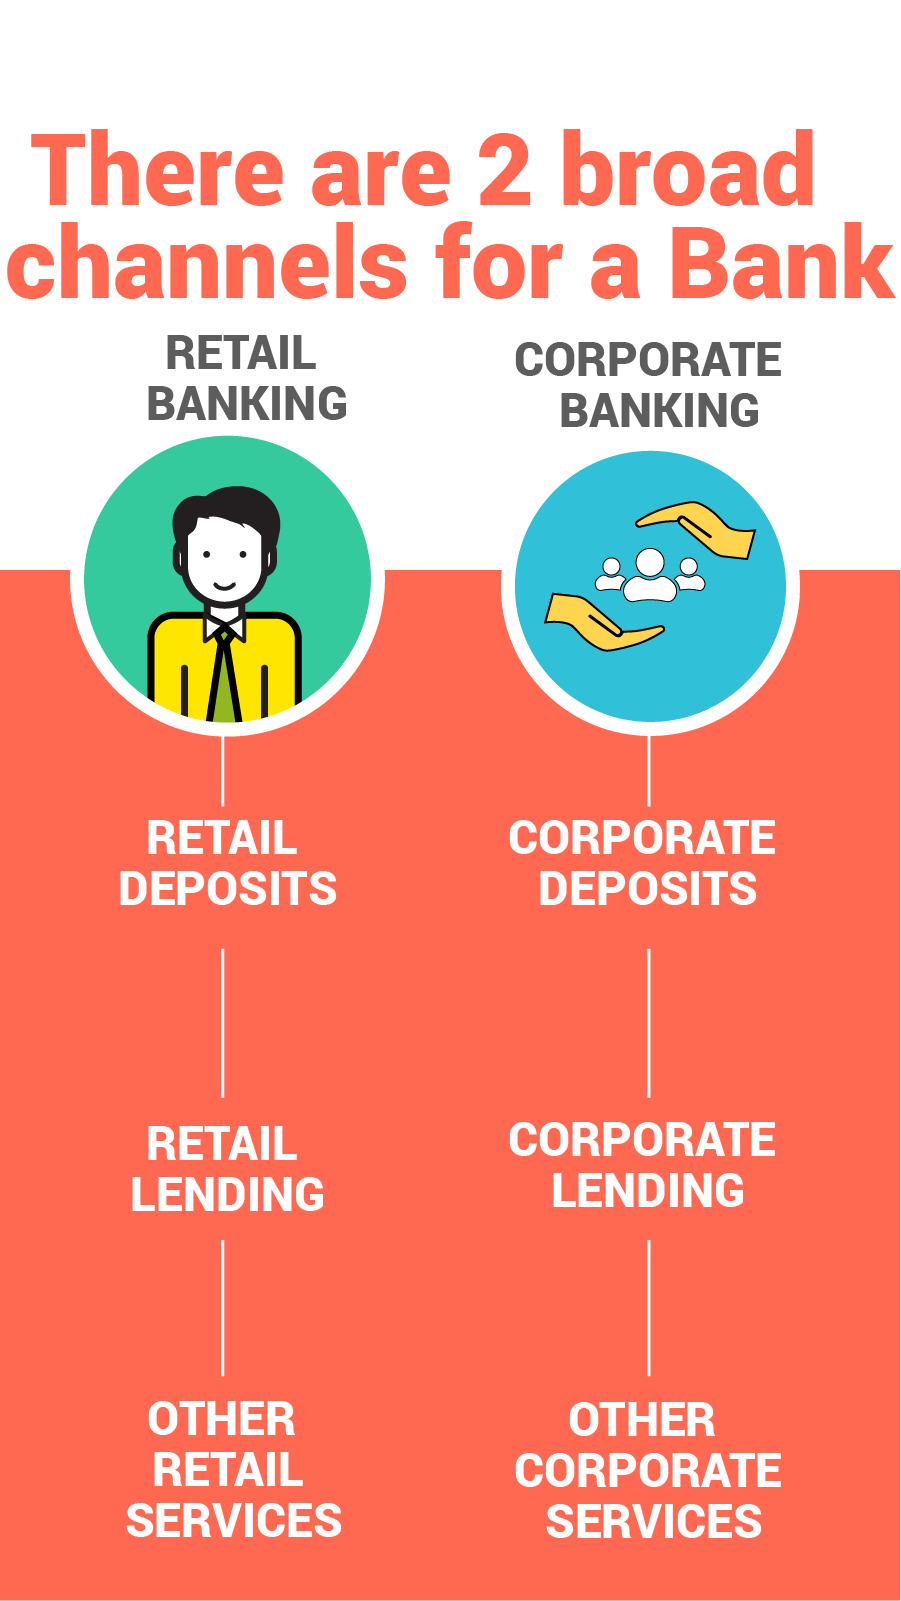 There are 2 broad
channels for a Bank
RETAIL
BANKING
CORPORATE
BANKING
RETAIL
DEPOSITS
CORPORATE
DEPOSITS
RETAIL
LENDING
CORPORATE
LENDING
OTHER
RETAIL
SERVICES
OTHER
CORPORATE
SERVICES